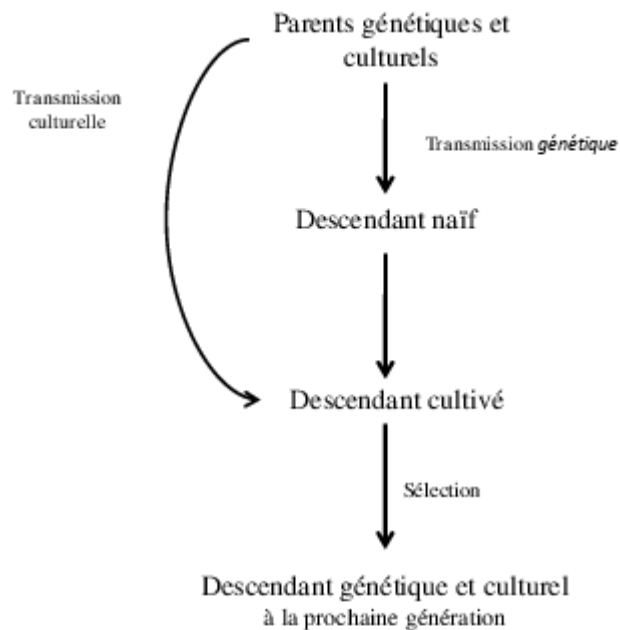 Parents génétiques et
culturels
Transmission
culturelle
Transmission génétique
Descendant naïf
Descendant cultivé
Sélection
Descendant génétique et culturel
à la prochaine génération